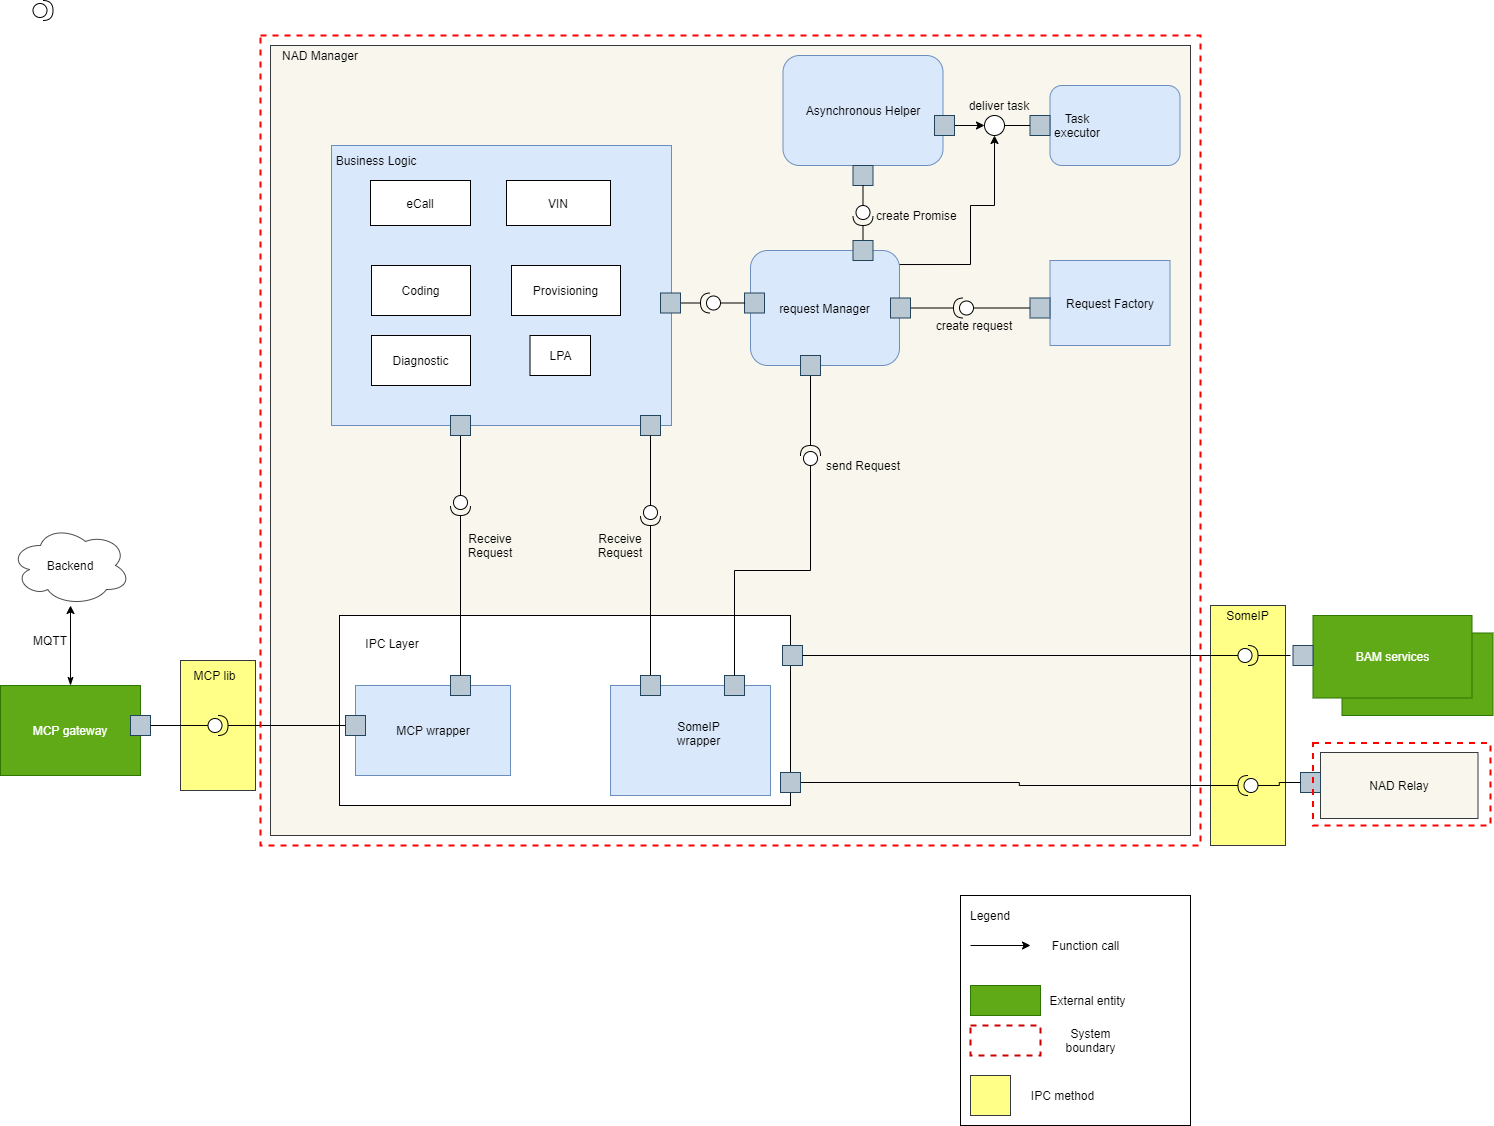 NAD Manager
Asynchronous Helper
deliver task
Task
executor
Business Logic
eCall
VIN
create Promise
Coding
Provisioning
request Manager
Request Factory
create request
Diagnostic
LPA
send Request
Receive
Request
Receive
Request
Backend
MQTT
IPC Layer
SomeIP
BAM services
MCP lib
MCP gateway
MCP wrapper
SomeIP
wrapper
NAD Relay
Legend
Function call
External entity
System
boundary
IPC method